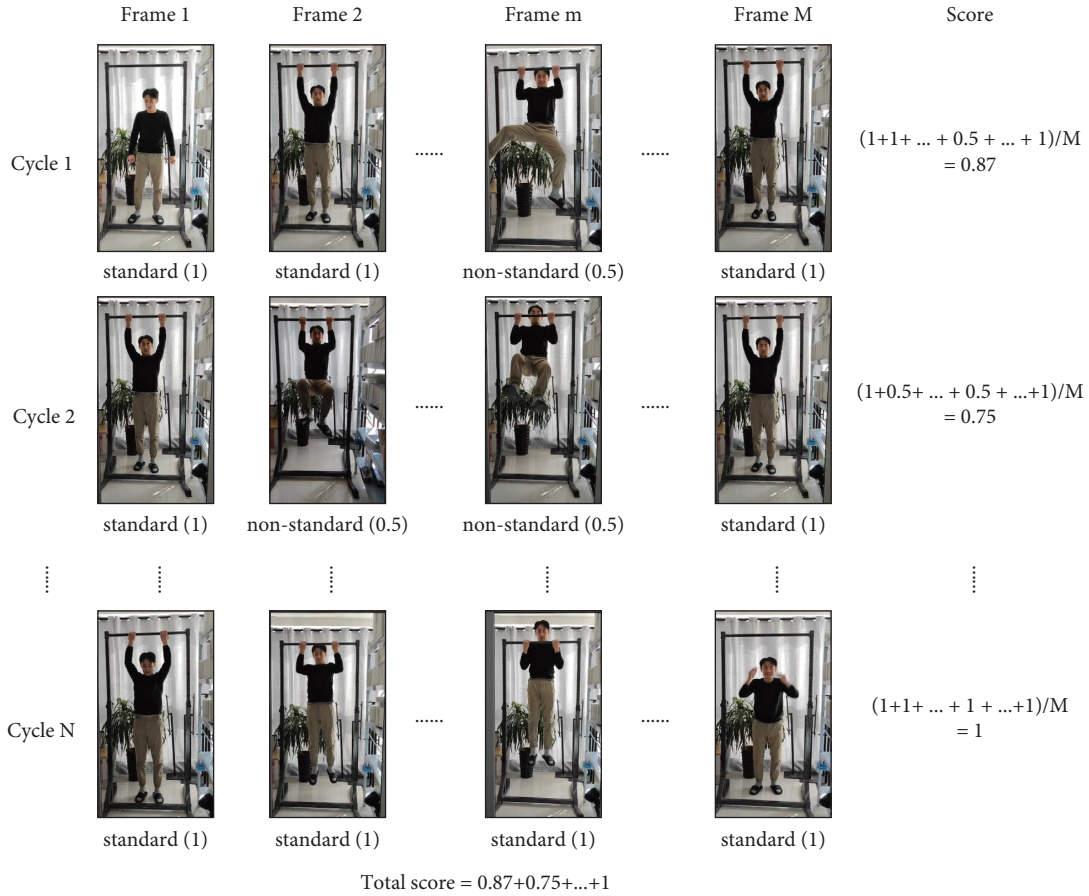 Frame 1 Frame 2 Frame m Frame M Score
Cycle 1 ...... ...... (1+1+ ... + 0.5 + ... + 1)/M
= 0.87
standard (1) standard (1) non-standard (0.5) standard (1)
Cycle 2 ...... ...... (1+0.5+ ... + 0.5 + ...+1)/M
= 0.75
standard (1) non-standard (0.5) non-standard (0.5) standard (1)
...... ...... ...... ...... ...... ......
Cycle N ...... ...... (1+1+ ... + 1 + ...+1)/M
= 1
standard (1) standard (1) standard (1) standard (1)
Total score = 0.87+0.75+...+1